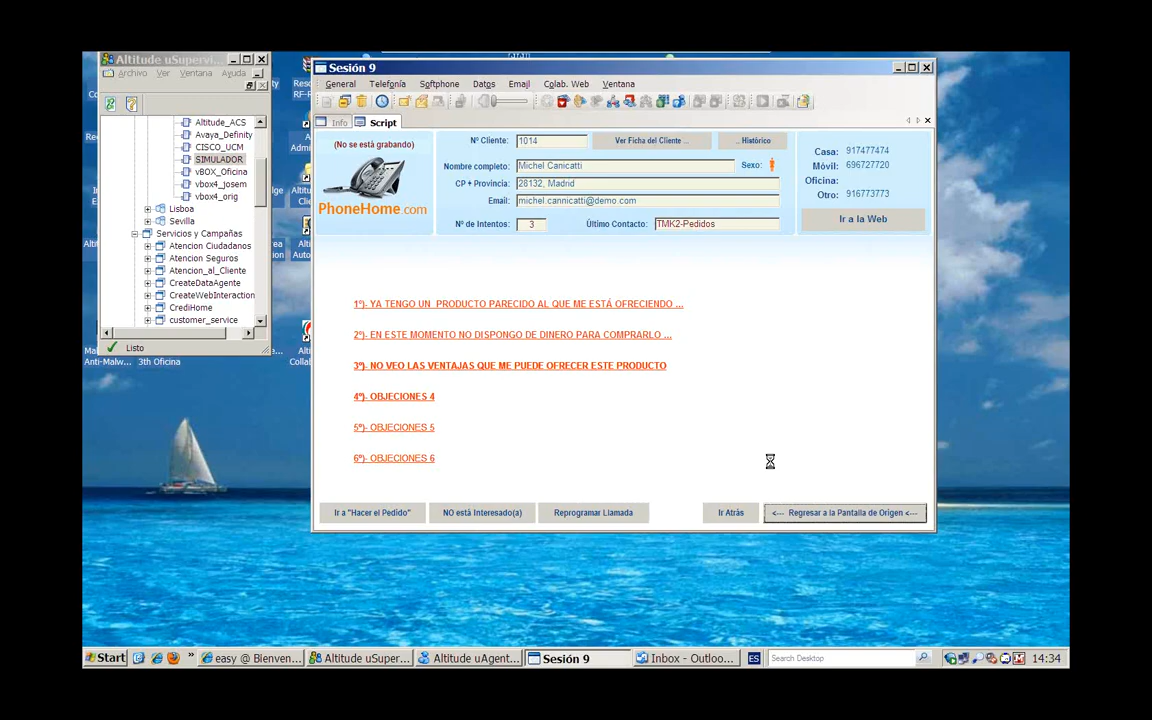 Altitude uSupervi...
Archivo Ver Ventana Ayuda
Altitude_ACS
Avaya_Definity
CISCO_UCM
SIMULADOR
vBOX_Oficina
vbox4_josem
vbox4_orig
Lisboa
Sevilla
Servicios y Campañas
Atencion Ciudadanos
Atencion Seguros
Atencion_al_Cliente
CreateDataAgente
CreateWebInteraction
CrediHome
customer_service
Listo
Anti-Malw...
3th Oficina
Sesión 9
General Telefonía Softphone Datos Email Colab. Web Ventana
Info Script
(No se está grabando)
PhoneHome.com
Nº Cliente: 1014 Ver Ficha del Cliente ... .. Histórico
Nombre completo: Michel Canicatti Sexo:
CP + Provincia: 28132, Madrid
Email: michel.cannicatti@demo.com
Nº de Intentos: 3 Último Contacto: TMK2-Pedidos
Casa: 917477474
Móvil: 696727720
Oficina:
Otro: 916773773
Ir a la Web
1º)- YA TENGO UN PRODUCTO PARECIDO AL QUE ME ESTÁ OFRECIENDO ...
2º)- EN ESTE MOMENTO NO DISPONGO DE DINERO PARA COMPRARLO ...
3º)- NO VEO LAS VENTAJAS QUE ME PUEDE OFRECER ESTE PRODUCTO
4º)- OBJECIONES 4
5º)- OBJECIONES 5
6º)- OBJECIONES 6
Ir a "Hacer el Pedido" NO está Interesado(a) Reprogramar Llamada Ir Atrás <--- Regresar a la Pantalla de Origen <---
Start » easy @ Bienven... Altitude uSuper... Altitude uAgent... Sesión 9 Inbox - Outloo... ES Search Desktop 14:34